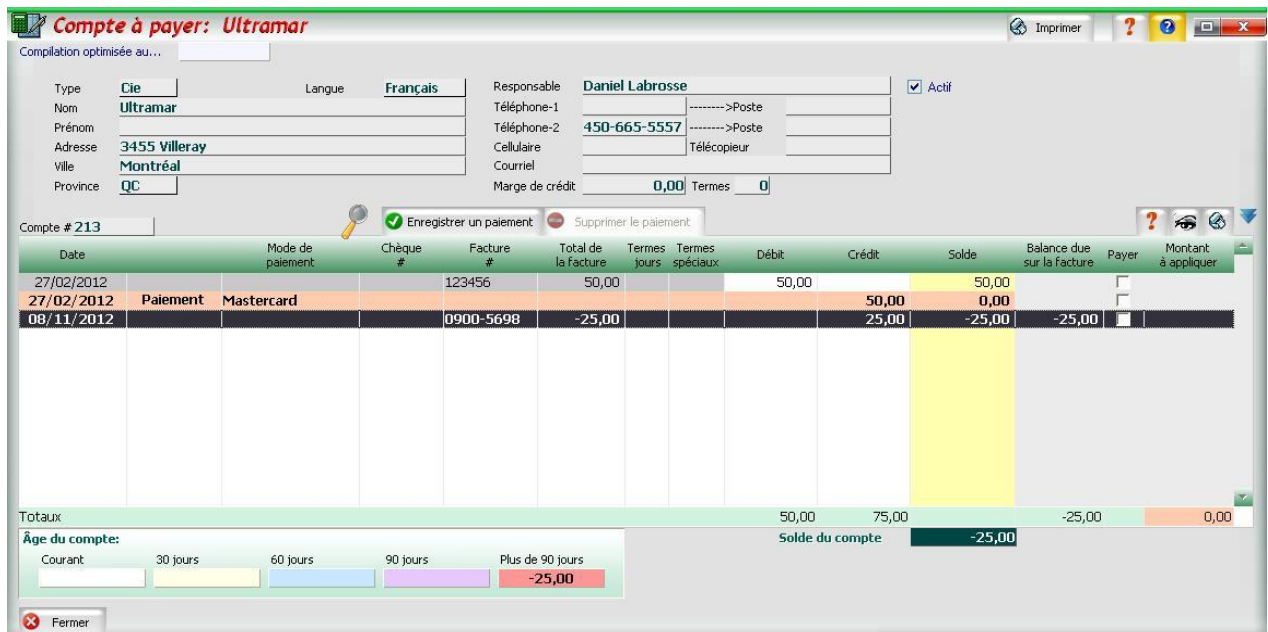 Compte à payer: Ultramar
Imprimer
? ?
Compilation optimisée au...
Type Cie Langue Français Responsable Daniel Labrosse Actif
Nom Ultramar Téléphone-1 -------->Poste
Prénom Téléphone-2 450-665-5557 -------->Poste
Adresse 3455 Villeray Cellulaire Télécopieur
Ville Montréal Courriel
Province QC Marge de crédit 0,00 Termes 0
Compte # 213 Enregistrer un paiement Supprimer le paiement ?
Date Mode de paiement Chèque # Facture # Total de la facture Termes jours Termes spéciaux Débit Crédit Solde Balance due sur la facture Payer Montant à appliquer
27/02/2012 123456 50,00 50,00 50,00
27/02/2012 Paiement Mastercard 50,00 0,00
08/11/2012 0900-5698 -25,00 25,00 -25,00 -25,00
Totaux 50,00 75,00 -25,00 0,00
Âge du compte: Solde du compte -25,00
Courant 30 jours 60 jours 90 jours Plus de 90 jours
-25,00
Fermer